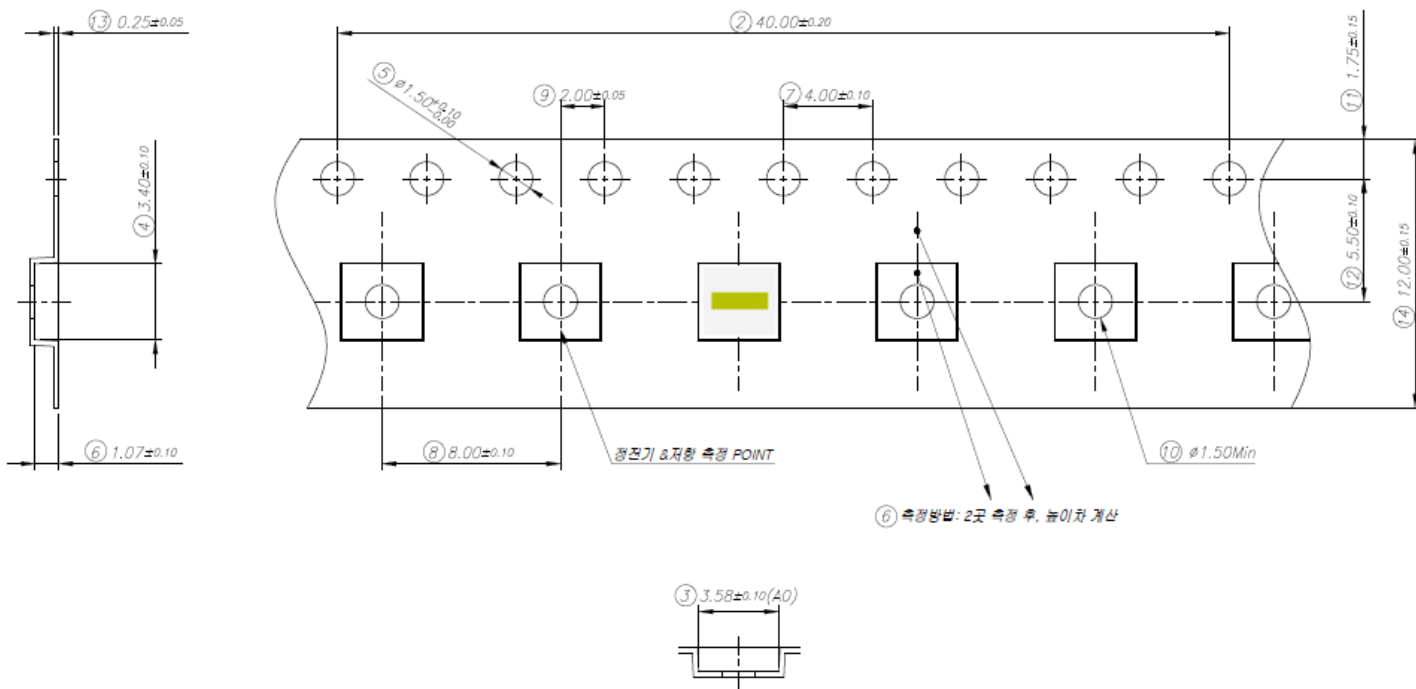 ⑬ 0.25±0.05
② 40.00±0.20
⑪ 1.75±0.15
⑤ ø1.50+0.10 -0.00
⑨ 2.00±0.05
⑦ 4.00±0.10
④ 3.40±0.10
⑫ 5.50±0.10
⑭ 12.00±0.15
⑥ 1.07±0.10
⑧ 8.00±0.10
정전기 &저항 측정 POINT
⑩ ø1.50Min
⑥ 측정방법: 2곳 측정 후, 높이차 계산
③ 3.58±0.10(A0)